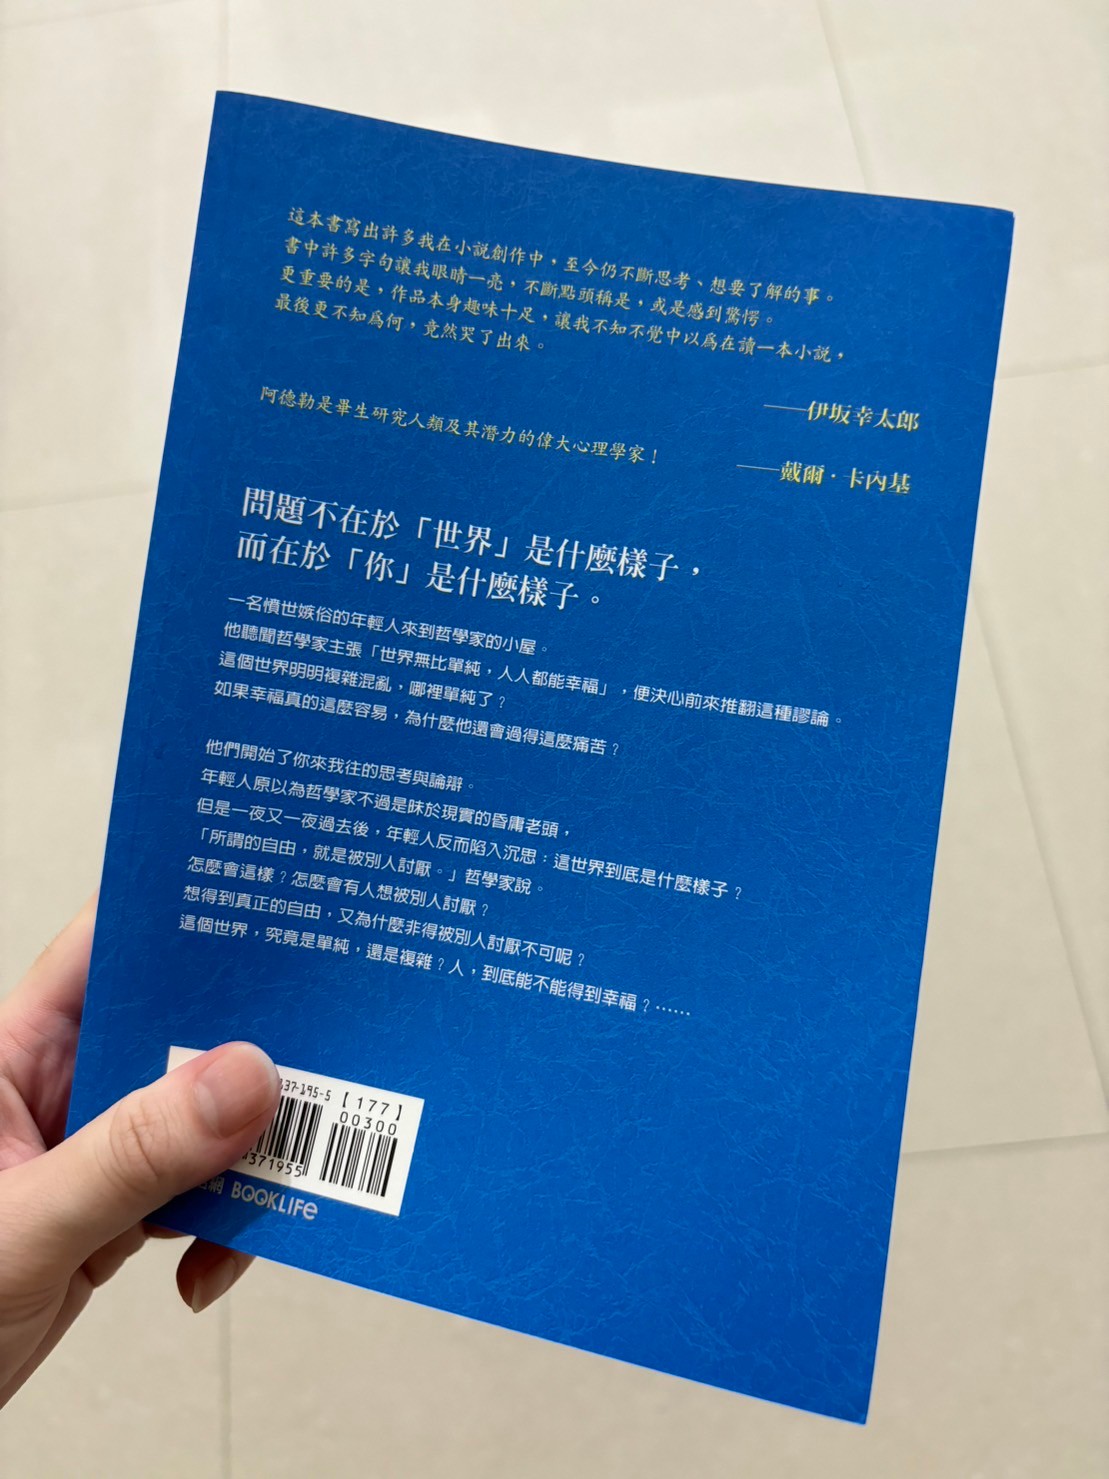 這本書寫出許多我在小說創作中，至今仍不斷思考、想要了解的事。
書中許多字句讓我眼睛一亮，不斷點頭稱是，或是感到驚愕。
更重要的是，作品本身趣味十足，讓我不知不覺中以為在讀一本小說，
最後更不知為何，竟然哭了出來。
——伊坂幸太郎
阿德勒是畢生研究人類及其潛力的偉大心理學家！
——戴爾·卡內基
問題不在於「世界」是什麼樣子，
而在於「你」是什麼樣子。
一名憤世嫉俗的年輕人來到哲學家的小屋。
他聽聞哲學家主張「世界無比單純，人人都能幸福」，便決心前來推翻這種謬論。
這個世界明明複雜混亂，哪裡單純了？
如果幸福真的這麼容易，為什麼他還會過得這麼痛苦？
他們開始了你來我往的思考與論辯。
年輕人原以為哲學家不過是昧於現實的昏庸老頭，
但是一夜又一夜過去後，年輕人反而陷入沉思：這世界到底是什麼樣子？
「所謂的自由，就是被別人討厭。」哲學家說。
怎麼會這樣？怎麼會有人想被別人討厭？
想得到真正的自由，又為什麼非得被別人討厭不可呢？
這個世界，究竟是單純，還是複雜？人，到底能不能得到幸福？……
37-195-5 【177】
00300
371955
網 BOOKLIFE